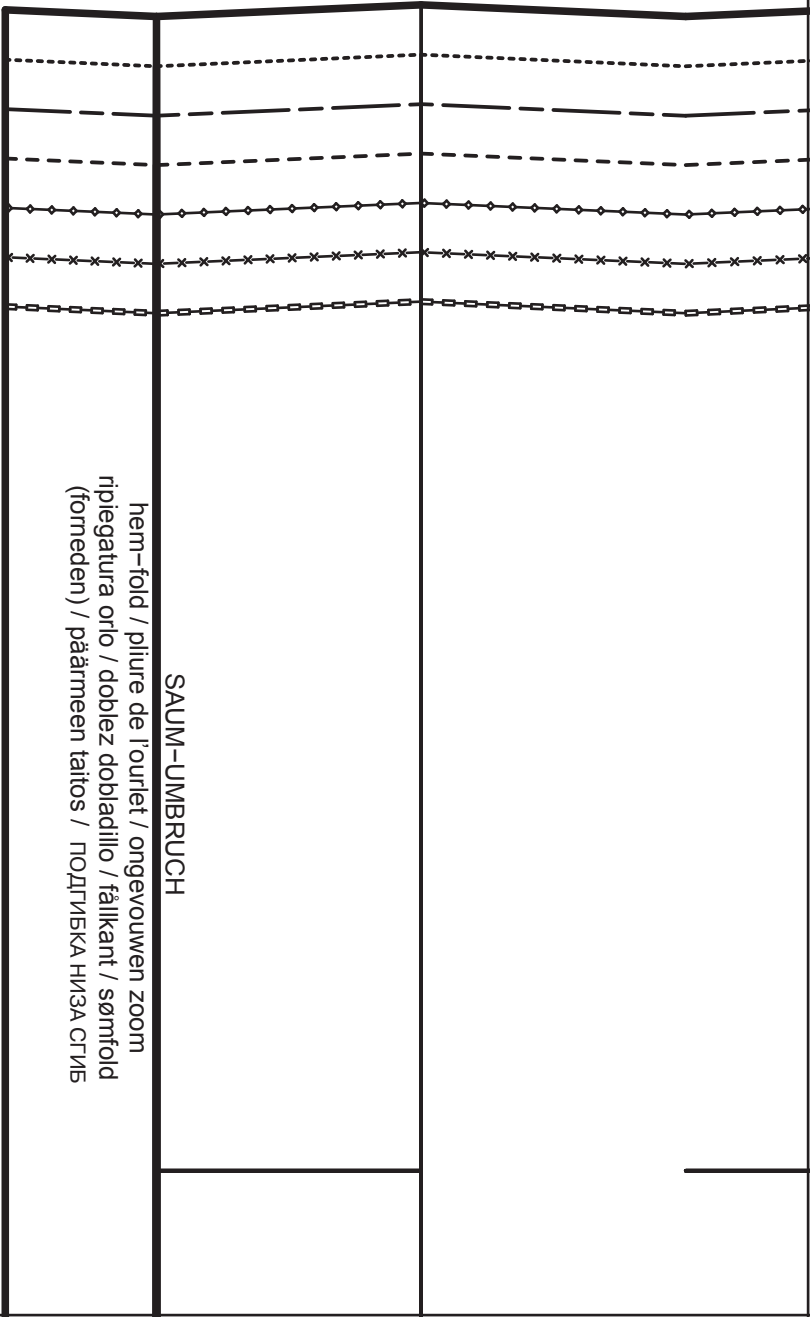 SAUM-UMBRUCH
hem-fold / pliure de l'ourlet / ongevouwen zoom
ripiegatura orlo / doblez dobladillo / fållkant / sømfold
(forneden) / päärmeen taitos / ПОДГИБКА НИЗА СГИБ